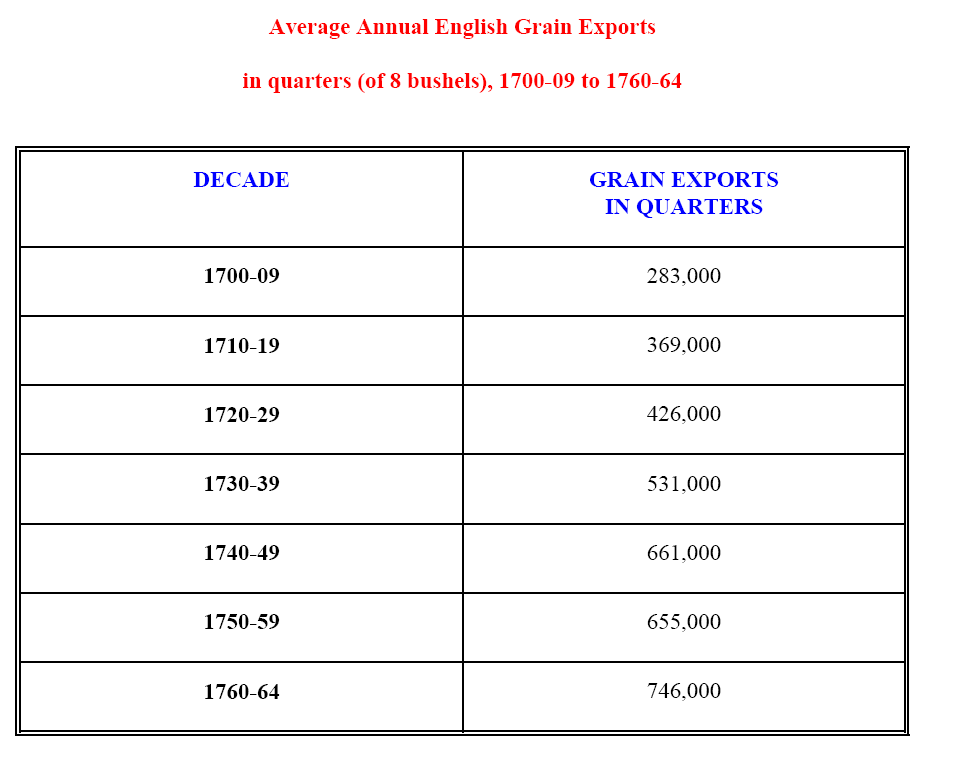 Average Annual English Grain Exports
in quarters (of 8 bushels), 1700-09 to 1760-64
DECADE
GRAIN EXPORTS
IN QUARTERS
1700-09 283,000
1710-19 369,000
1720-29 426,000
1730-39 531,000
1740-49 661,000
1750-59 655,000
1760-64 746,000